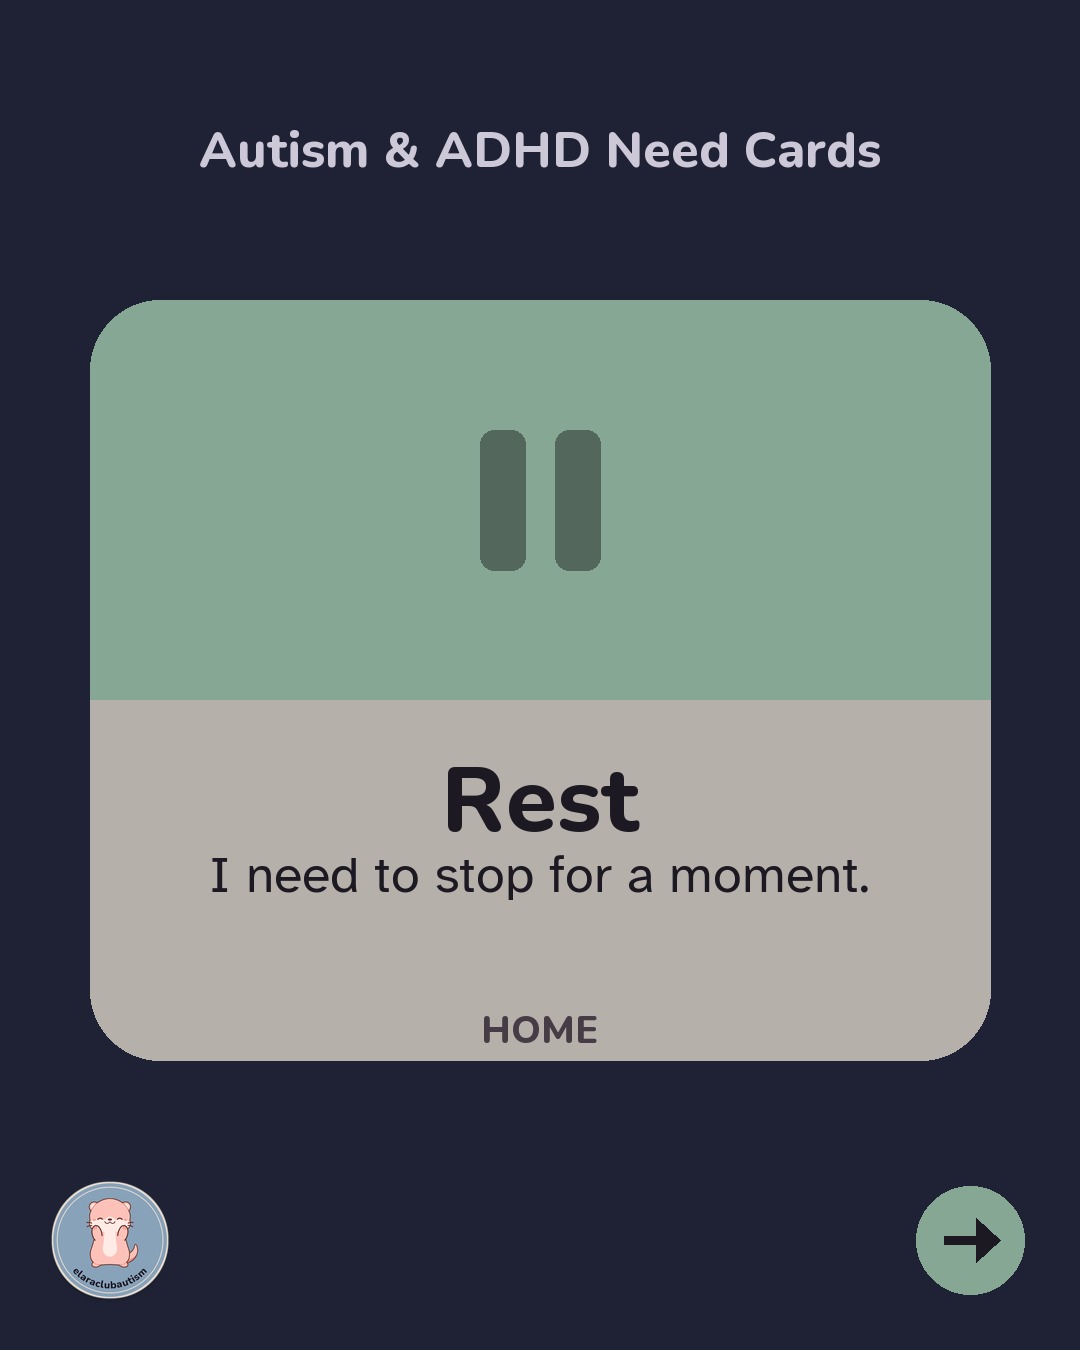 Autism & ADHD Need Cards
Rest
I need to stop for a moment.
HOME
elaraclubautism